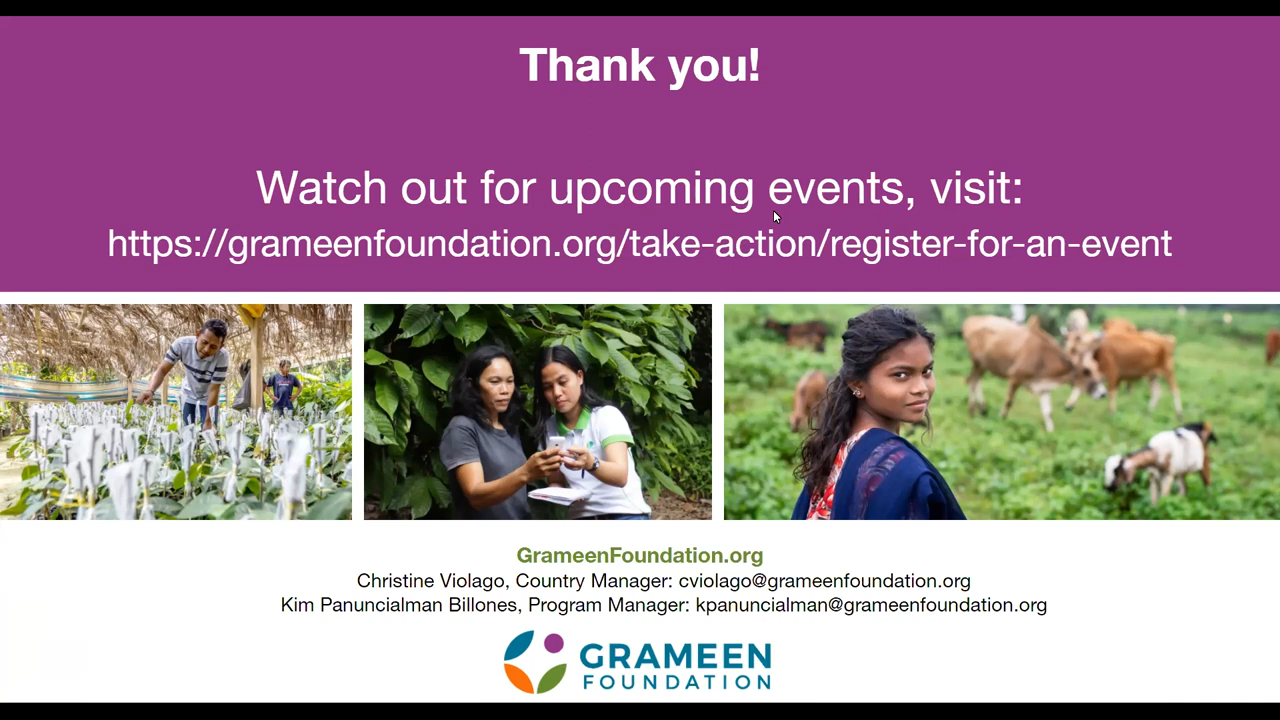 Thank you!
Watch out for upcoming events, visit:
https://grameenfoundation.org/take-action/register-for-an-event
GrameenFoundation.org
Christine Violago, Country Manager: cviolago@grameenfoundation.org
Kim Panuncialman Billones, Program Manager: kpanuncialman@grameenfoundation.org
GRAMEEN
FOUNDATION